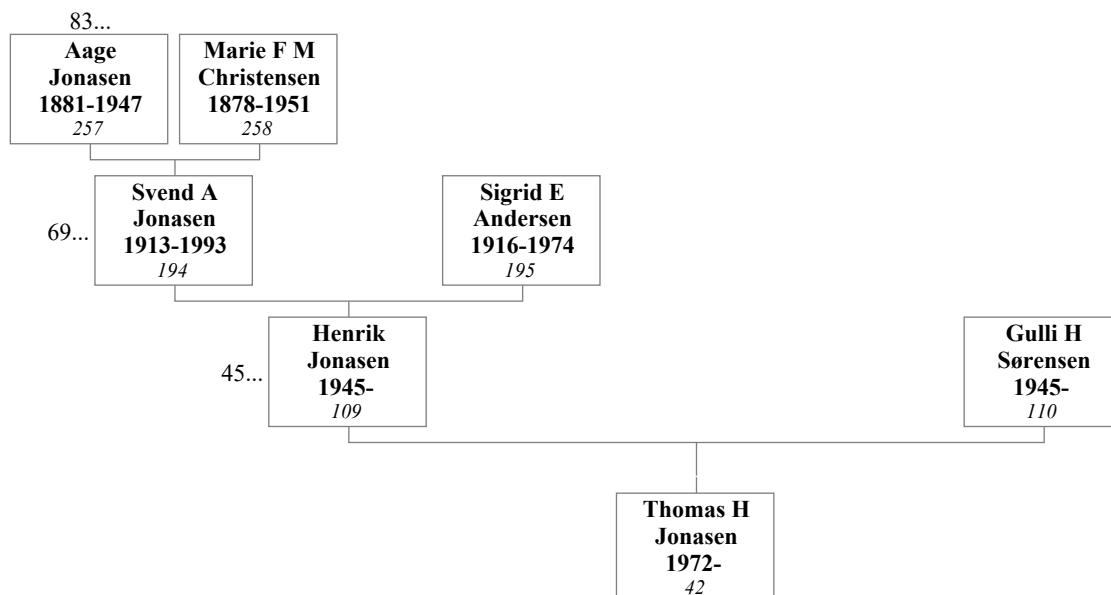 83...
Aage
Jonasen
1881-1947
257
Marie F M
Christensen
1878-1951
258
69...
Svend A
Jonasen
1913-1993
194
Sigrid E
Andersen
1916-1974
195
45...
Henrik
Jonasen
1945-
109
Gulli H
Sørensen
1945-
110
Thomas H
Jonasen
1972-
42